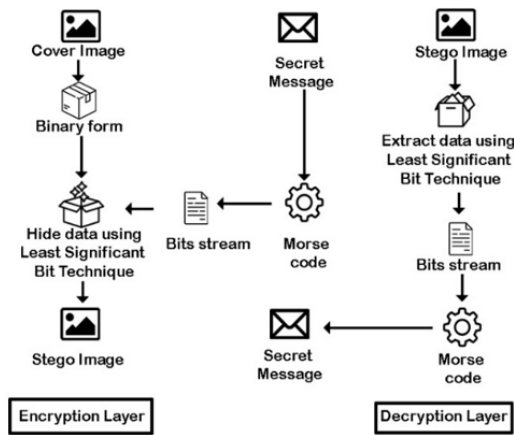 Cover Image
Binary form
Hide data using
Least Significant
Bit Technique
Stego Image
Encryption Layer
Secret
Message
Morse
code
Bits stream
Stego Image
Extract data using
Least Significant
Bit Technique
Bits stream
Morse
code
Secret
Message
Decryption Layer